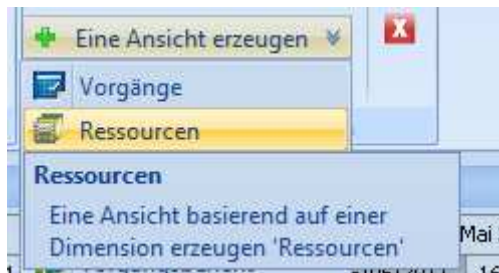 Eine Ansicht erzeugen
Vorgänge
Ressourcen
Ressourcen
Eine Ansicht basierend auf einer
Mai
Dimension erzeugen 'Ressourcen'